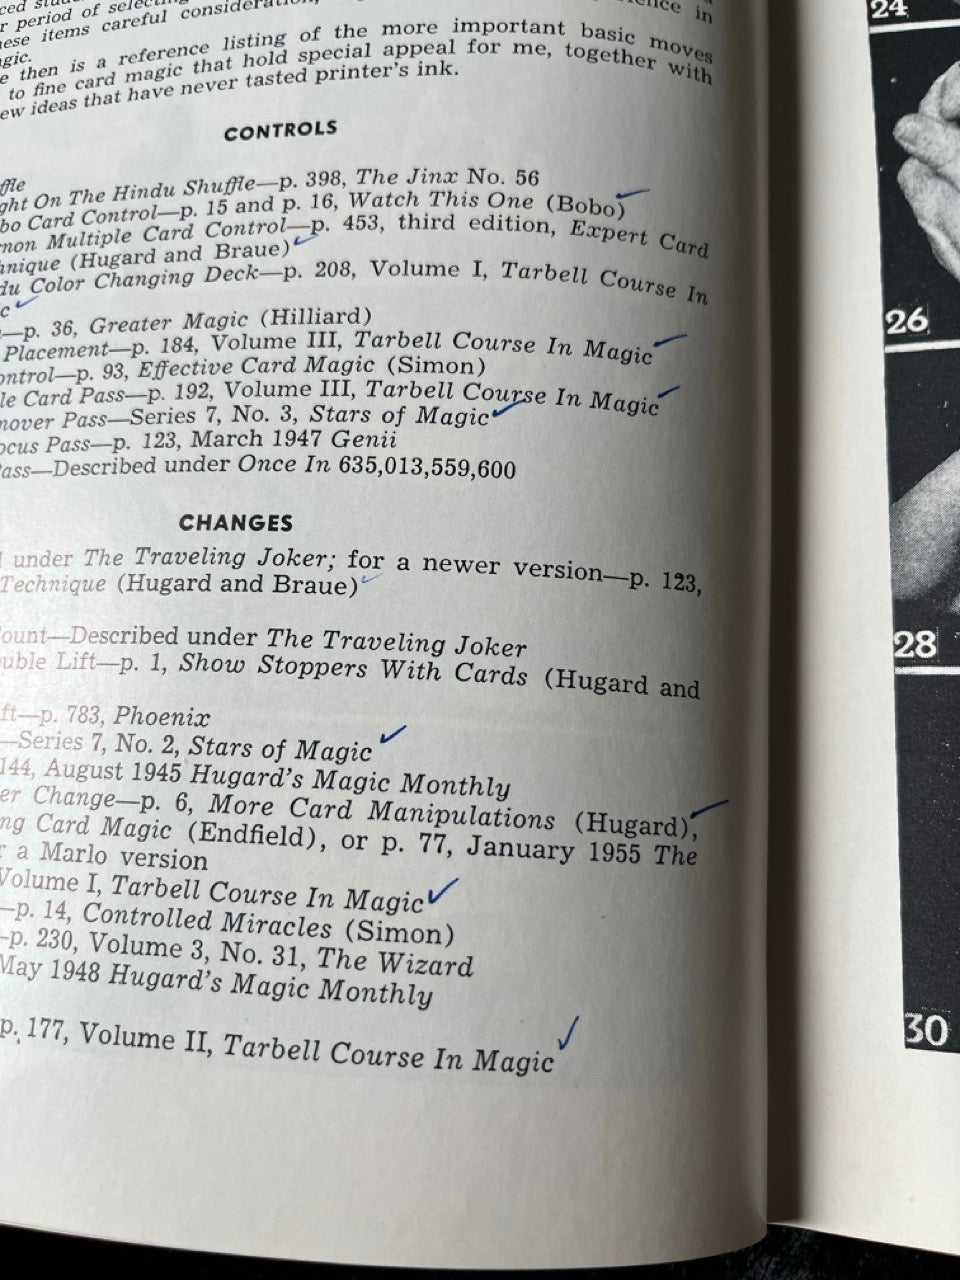 r period of selecting
hese items careful consideration,
ence in
agic.
e then is a reference listing of the more important basic moves
to fine card magic that hold special appeal for me, together with
ew ideas that have never tasted printer's ink.
CONTROLS
ffle
ght On The Hindu Shuffle—p. 398, The Jinx No. 56
bo Card Control—p. 15 and p. 16, Watch This One (Bobo)
non Multiple Card Control—p. 453, third edition, Expert Card
hnique (Hugard and Braue)
du Color Changing Deck—p. 208, Volume I, Tarbell Course In
c
—p. 36, Greater Magic (Hilliard)
Placement—p. 184, Volume III, Tarbell Course In Magic
ontrol—p. 93, Effective Card Magic (Simon)
le Card Pass—p. 192, Volume III, Tarbell Course In Magic
nover Pass—Series 7, No. 3, Stars of Magic
ocus Pass—p. 123, March 1947 Genii
Pass—Described under Once In 635,013,559,600
CHANGES
under The Traveling Joker; for a newer version—p. 123,
Technique (Hugard and Braue)
ount—Described under The Traveling Joker
uble Lift—p. 1, Show Stoppers With Cards (Hugard and
ft—p. 783, Phoenix
—Series 7, No. 2, Stars of Magic
144, August 1945 Hugard's Magic Monthly
er Change—p. 6, More Card Manipulations (Hugard),
ng Card Magic (Endfield), or p. 77, January 1955 The
r a Marlo version
Volume I, Tarbell Course In Magic
—p. 14, Controlled Miracles (Simon)
—p. 230, Volume 3, No. 31, The Wizard
May 1948 Hugard's Magic Monthly
p. 177, Volume II, Tarbell Course In Magic
24
26
28
30